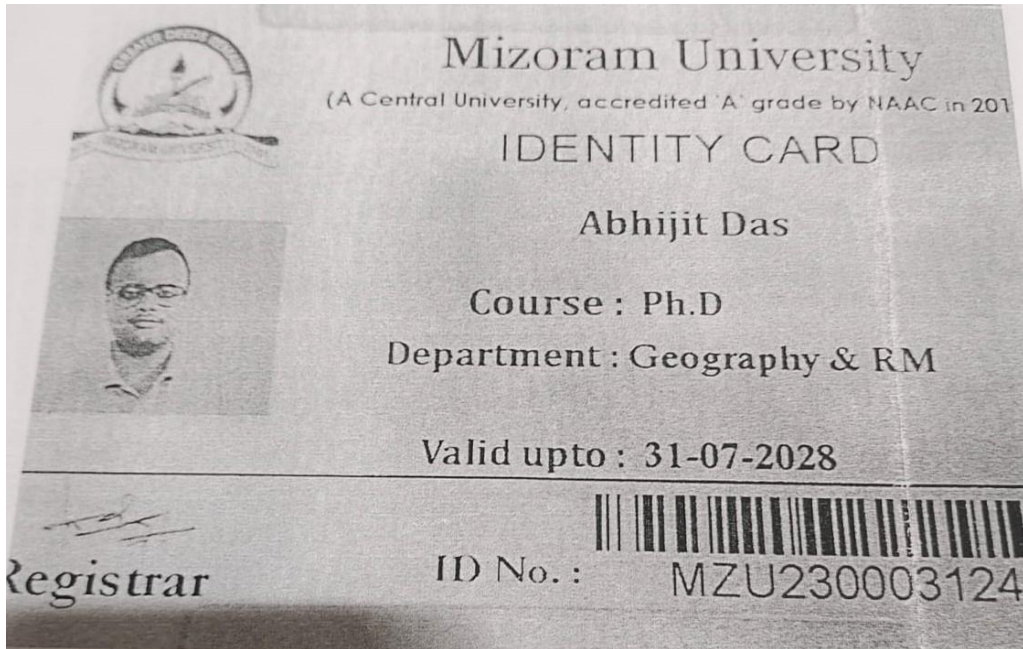 Mizoram University
(A Central University, accredited 'A' grade by NAAC in 201
IDENTITY CARD
Abhijit Das
Course : Ph.D
Department : Geography & RM
Valid upto : 31-07-2028
Registrar
ID No. : MZU230003124